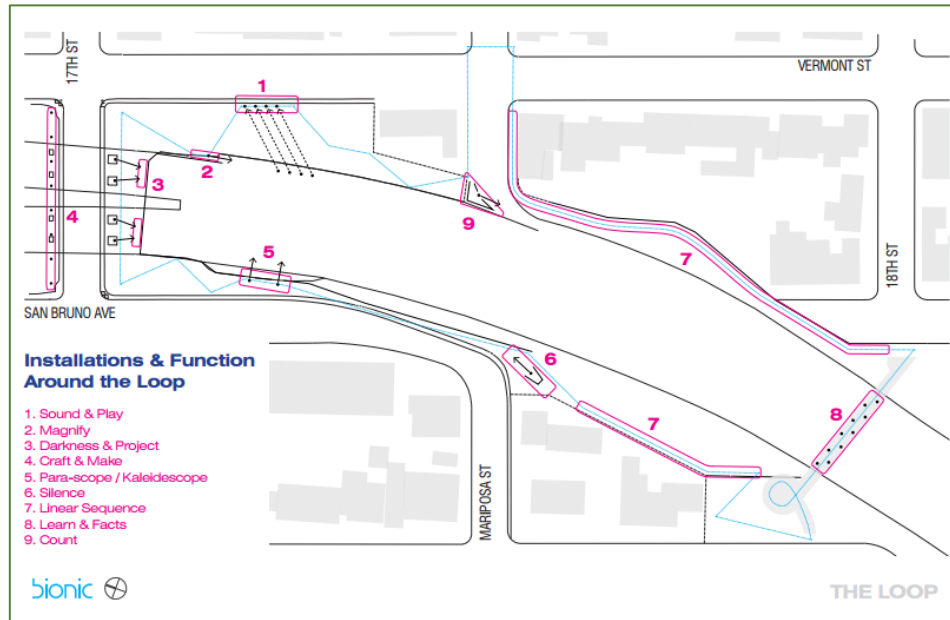 17TH ST
VERMONT ST
1
2
3
4
5
9
7
18TH ST
SAN BRUNO AVE
6
7
8
MARIPOSA ST
Installations & Function
Around the Loop
1. Sound & Play
2. Magnify
3. Darkness & Project
4. Craft & Make
5. Para-scope / Kaleidescope
6. Silence
7. Linear Sequence
8. Learn & Facts
9. Count
bionic
THE LOOP